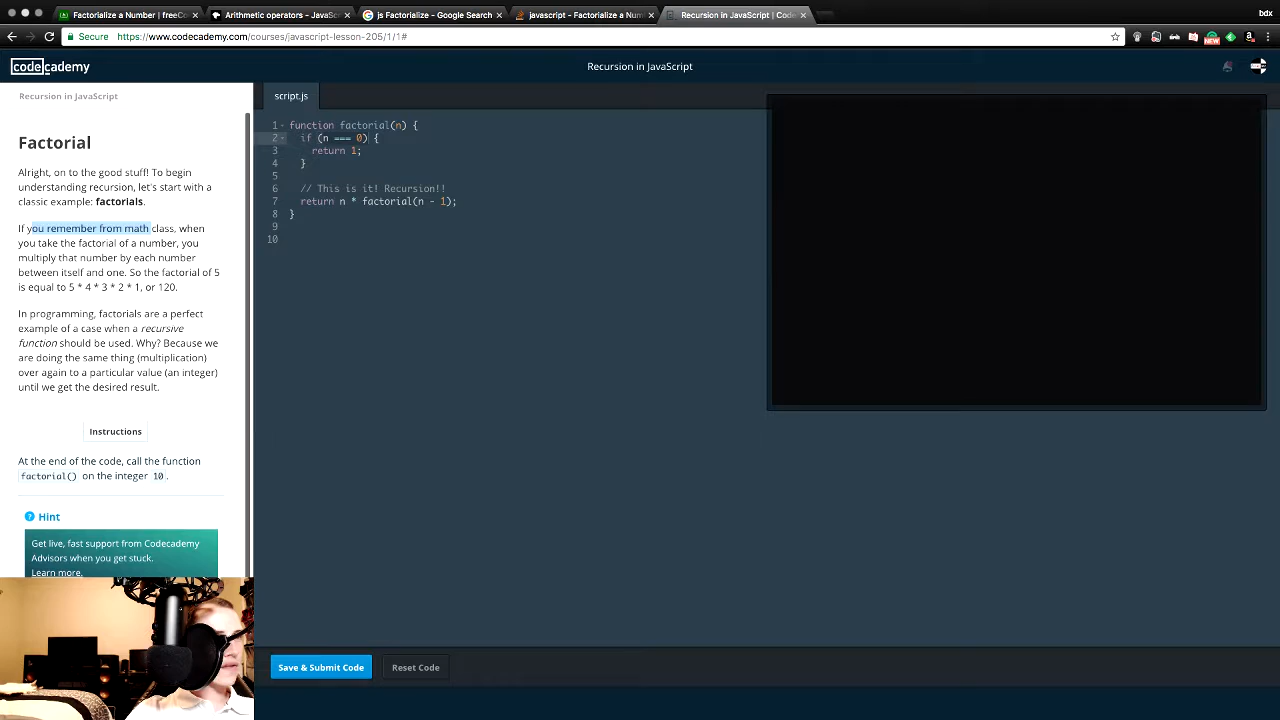 Factorialize a Number | freeC
Arithmetic operators - JavaSc
js Factorialize - Google Search
javascript - Factorialize a Num
Recursion in JavaScript | Code
bdx
Secure
https://www.codecademy.com/courses/javascript-lesson-205/1/1#
NEW
codecademy
Recursion in JavaScript
Recursion in JavaScript
Factorial
Alright, on to the good stuff! To begin
understanding recursion, let's start with a
classic example: factorials.
If you remember from math class, when
you take the factorial of a number, you
multiply that number by each number
between itself and one. So the factorial of 5
is equal to 5 * 4 * 3 * 2 * 1, or 120.
In programming, factorials are a perfect
example of a case when a recursive
function should be used. Why? Because we
are doing the same thing (multiplication)
over again to a particular value (an integer)
until we get the desired result.
Instructions
At the end of the code, call the function
factorial() on the integer 10 .
? Hint
Get live, fast support from Codecademy
Advisors when you get stuck.
Learn more.
script.js
1 function factorial(n) {
2 if (n === 0) {
3 return 1;
4 }
5
6 // This is it! Recursion!!
7 return n * factorial(n - 1);
8 }
9
10
Save & Submit Code
Reset Code